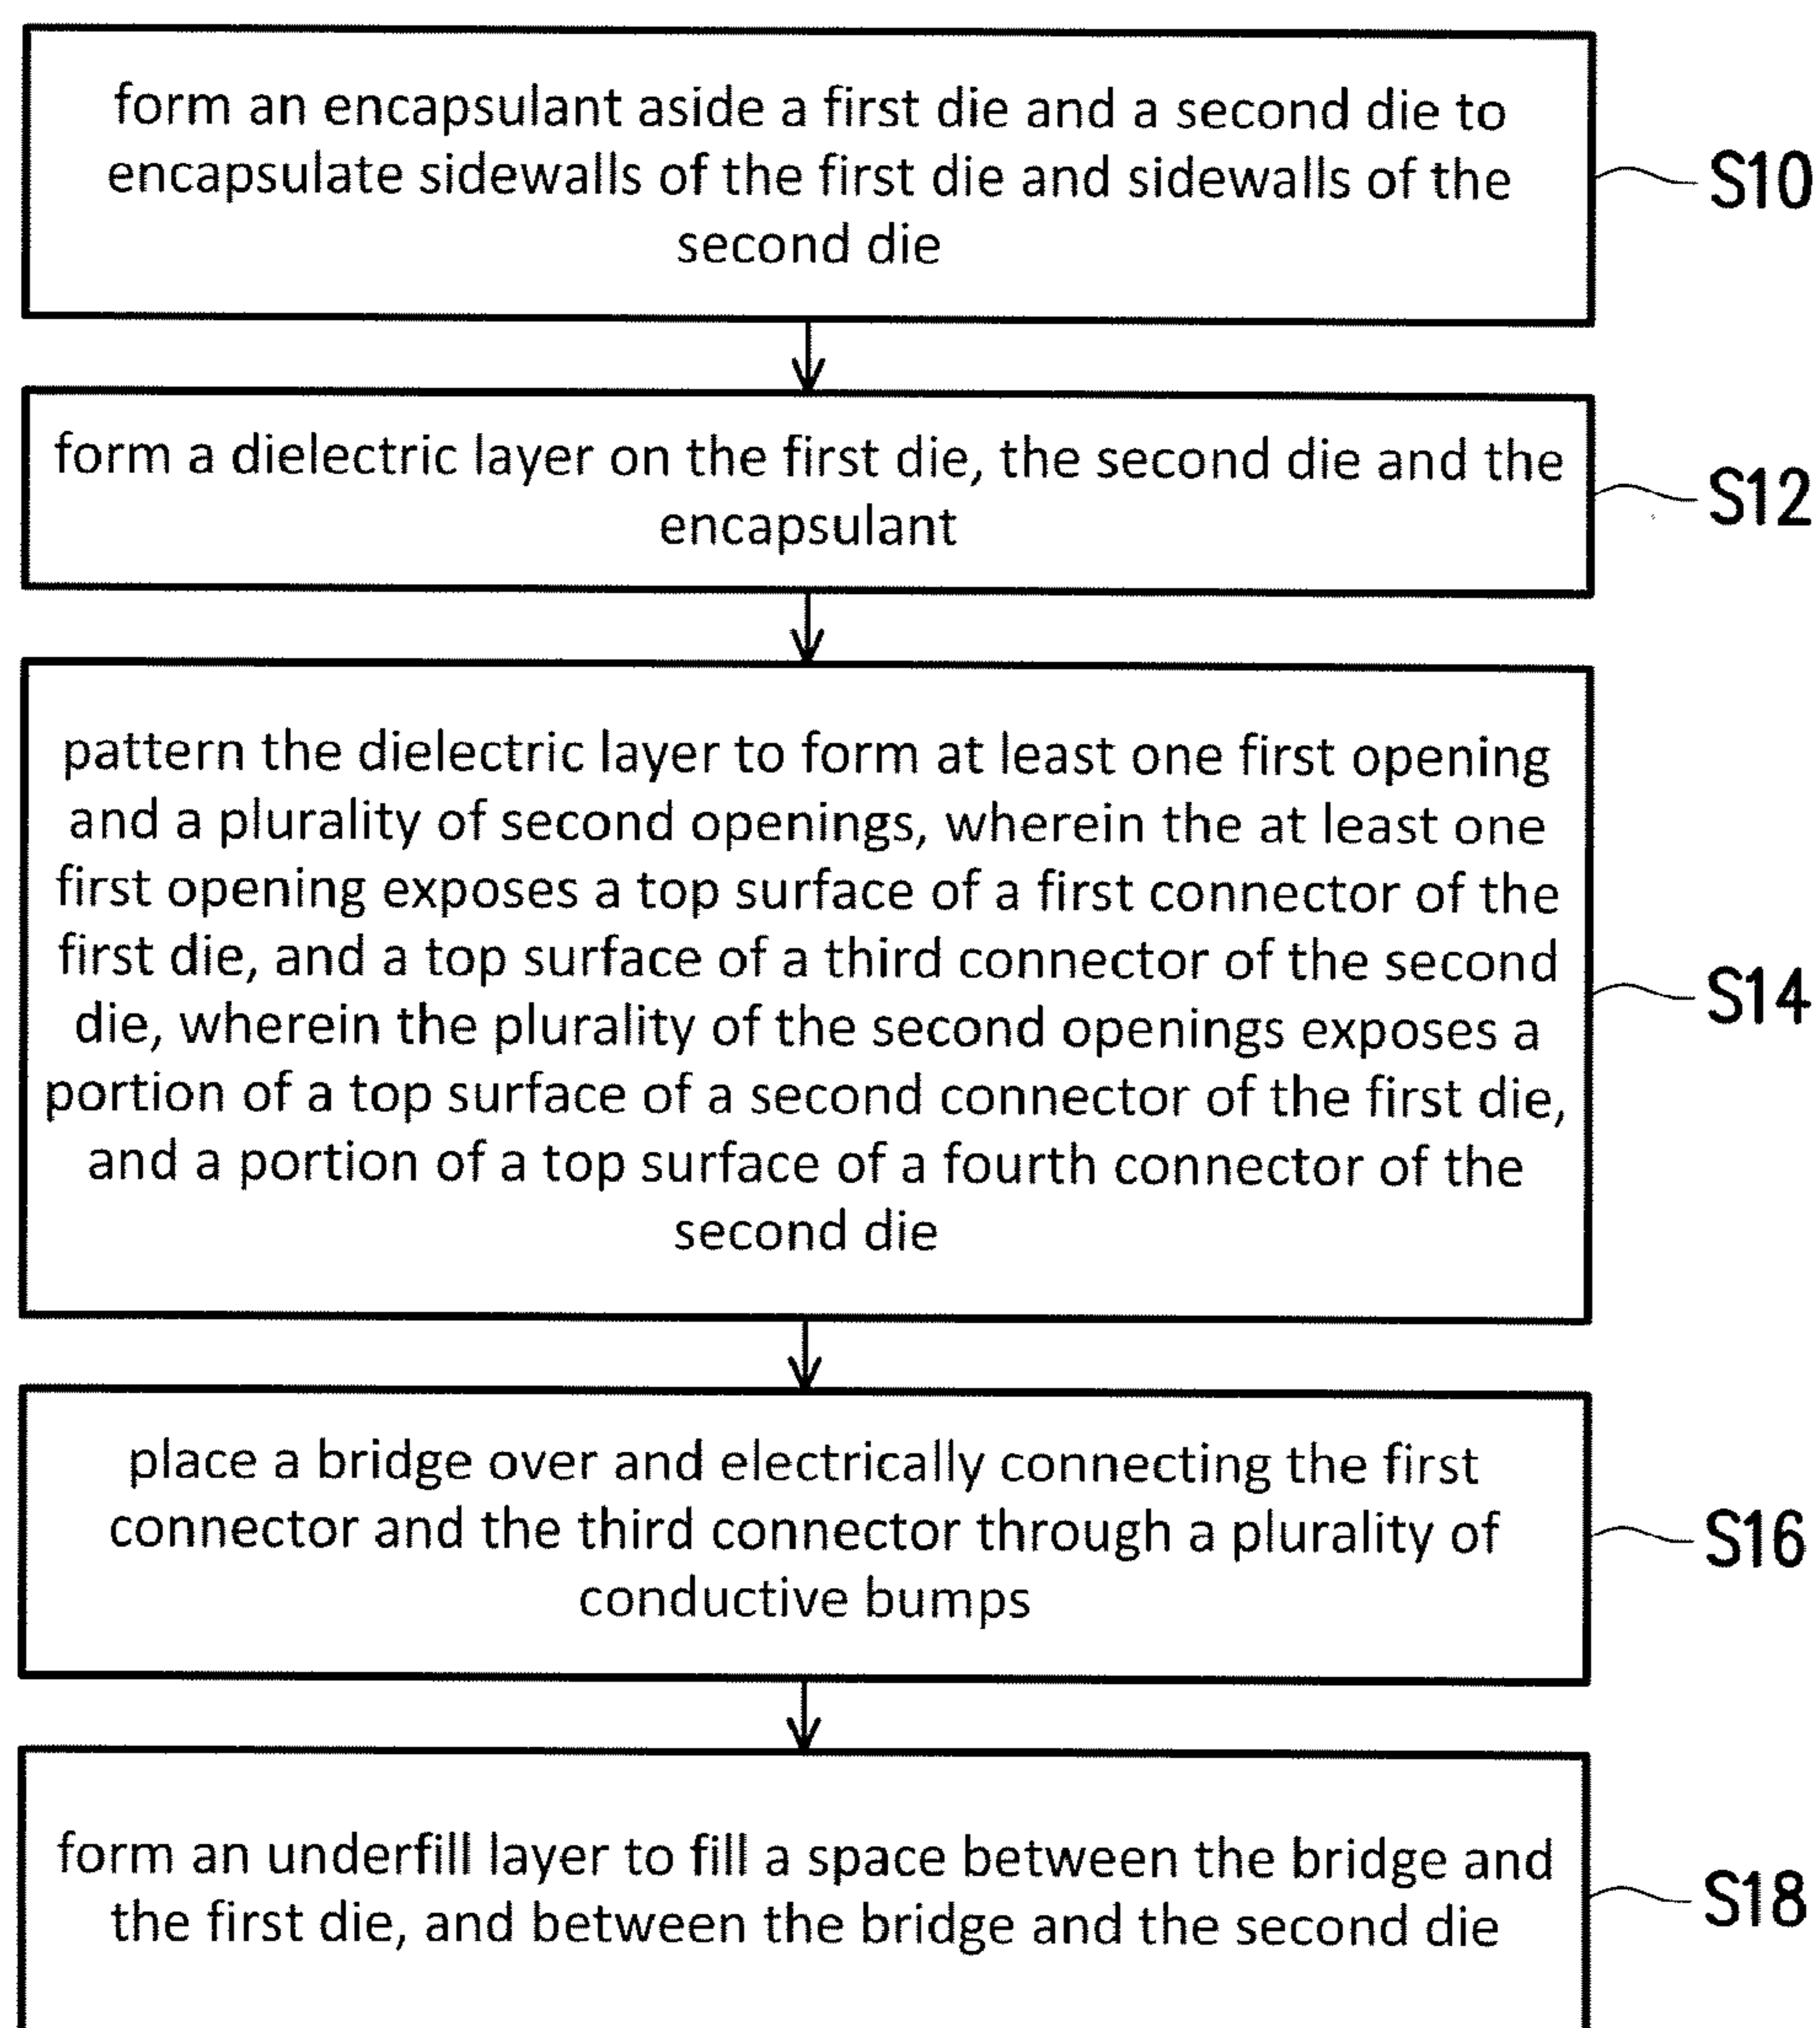 form an encapsulant aside a first die and a second die to
encapsulate sidewalls of the first die and sidewalls of the
second die
S10
form a dielectric layer on the first die, the second die and the
encapsulant
S12
pattern the dielectric layer to form at least one first opening
and a plurality of second openings, wherein the at least one
first opening exposes a top surface of a first connector of the
first die, and a top surface of a third connector of the second
die, wherein the plurality of the second openings exposes a
portion of a top surface of a second connector of the first die,
and a portion of a top surface of a fourth connector of the
second die
S14
place a bridge over and electrically connecting the first
connector and the third connector through a plurality of
conductive bumps
S16
form an underfill layer to fill a space between the bridge and
the first die, and between the bridge and the second die
S18